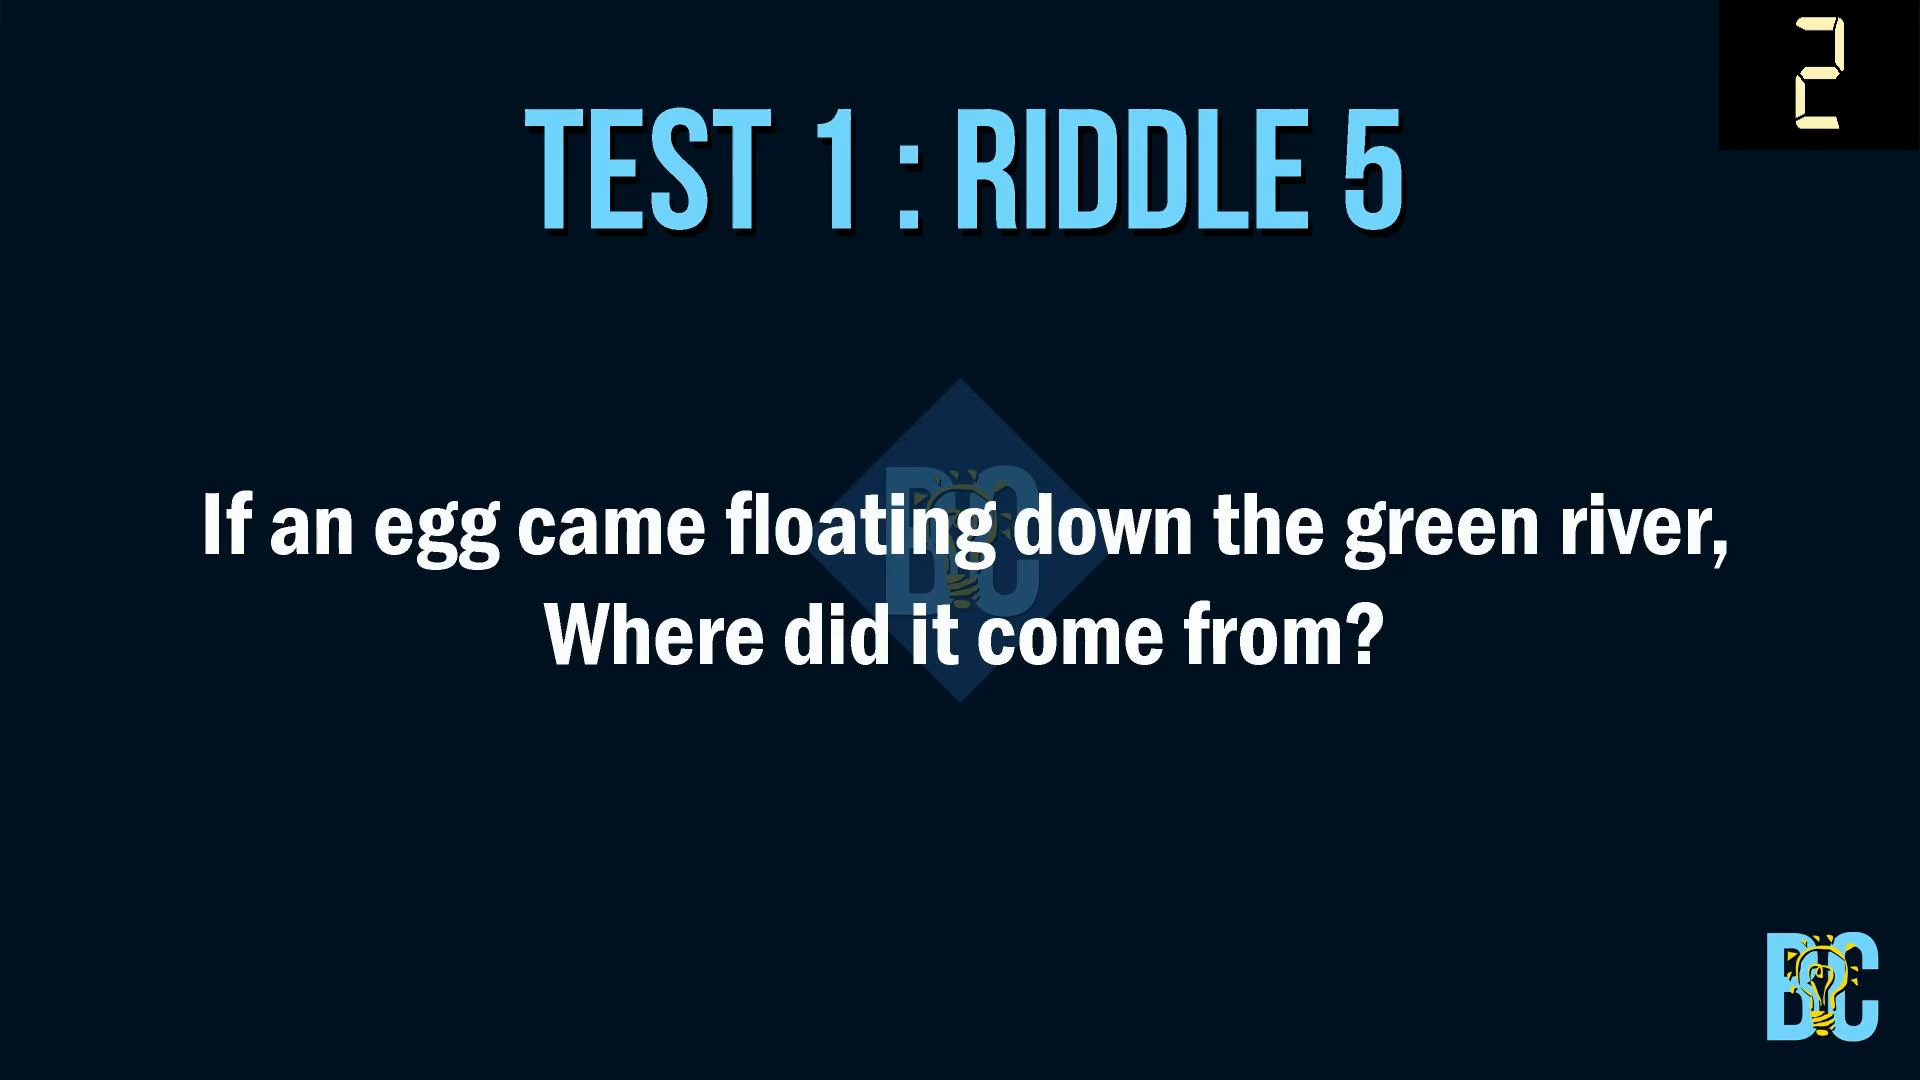 2
TEST 1 : RIDDLE 5
If an egg came floating down the green river,
Where did it come from?